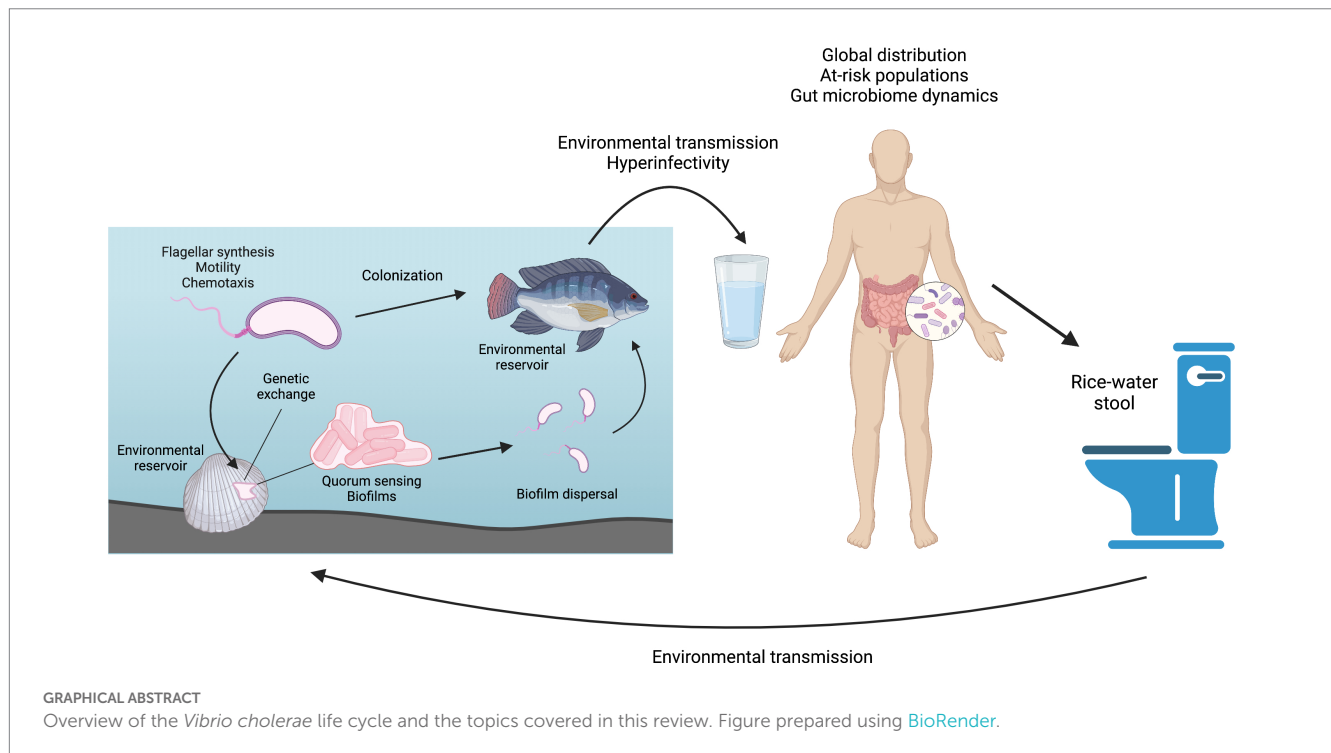 Global distribution
At-risk populations
Gut microbiome dynamics
Environmental transmission
Hyperinfectivity
Flagellar synthesis
Motility
Chemotaxis
Colonization
Environmental
reservoir
Genetic
exchange
Environmental
reservoir
Quorum sensing
Biofilms
Biofilm dispersal
Rice-water
stool
Environmental transmission
GRAPHICAL ABSTRACT
Overview of the Vibrio cholerae life cycle and the topics covered in this review. Figure prepared using BioRender.